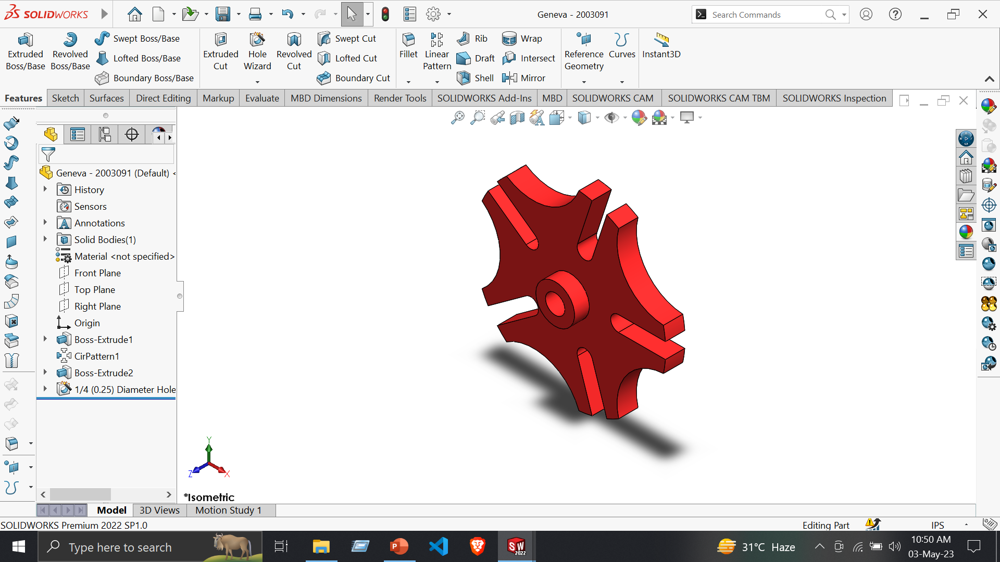 SOLIDWORKS
Geneva - 2003091
Search Commands
Extruded Boss/Base
Revolved Boss/Base
Swept Boss/Base
Lofted Boss/Base
Boundary Boss/Base
Extruded Cut
Hole Wizard
Revolved Cut
Swept Cut
Lofted Cut
Boundary Cut
Fillet
Linear Pattern
Rib
Draft
Shell
Wrap
Intersect
Mirror
Reference Geometry
Curves
Instant3D
Features
Sketch
Surfaces
Direct Editing
Markup
Evaluate
MBD Dimensions
Render Tools
SOLIDWORKS Add-Ins
MBD
SOLIDWORKS CAM
SOLIDWORKS CAM TBM
SOLIDWORKS Inspection
Geneva - 2003091 (Default) <
History
Sensors
Annotations
Solid Bodies(1)
Material <not specified>
Front Plane
Top Plane
Right Plane
Origin
Boss-Extrude1
CirPattern1
Boss-Extrude2
1/4 (0.25) Diameter Hole
Y
Z
X
*Isometric
Model
3D Views
Motion Study 1
SOLIDWORKS Premium 2022 SP1.0
Editing Part
IPS
Type here to search
P
SW
2022
31°C Haze
10:50 AM
03-May-23